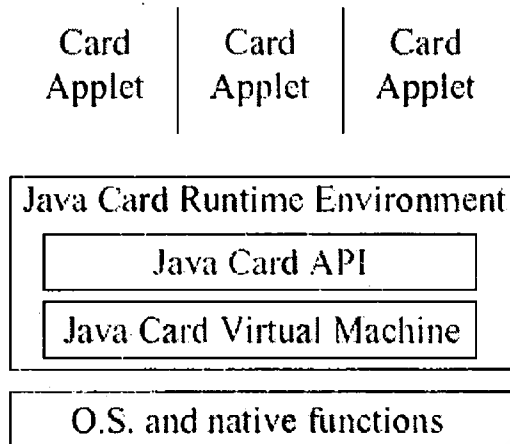 Card Card Card
Applet Applet Applet
Java Card Runtime Environment
Java Card API
Java Card Virtual Machine
O.S. and native functions